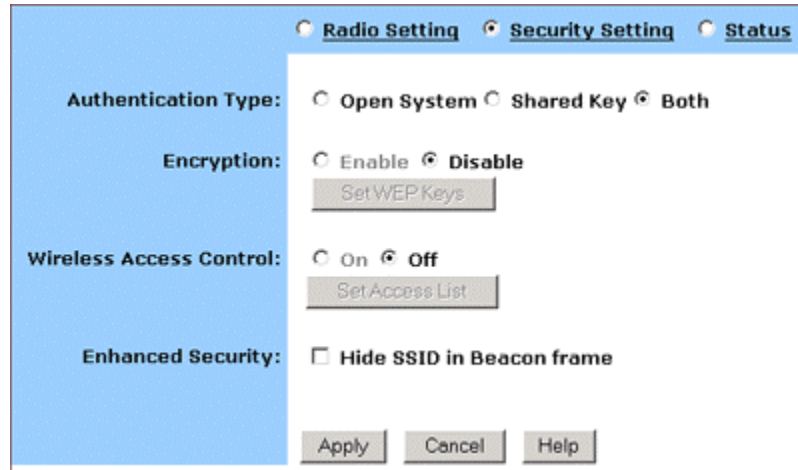 Radio Setting Security Setting Status
Authentication Type: Open System Shared Key Both
Encryption: Enable Disable
Set WEP Keys
Wireless Access Control: On Off
Set Access List
Enhanced Security: Hide SSID in Beacon frame
Apply Cancel Help